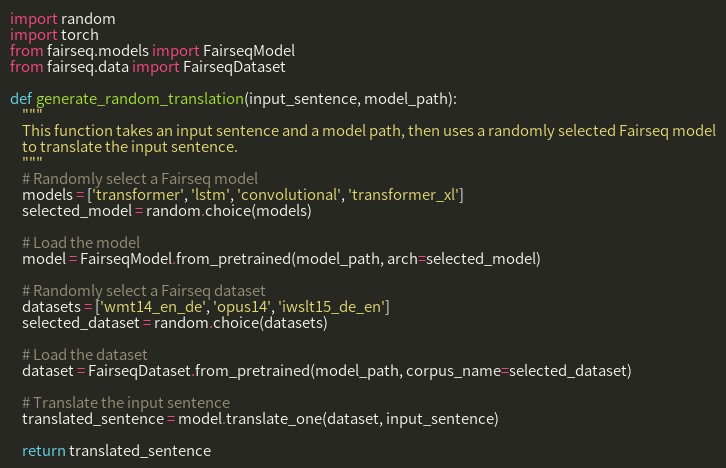 import random
import torch
from fairseq.models import FairseqModel
from fairseq.data import FairseqDataset

def generate_random_translation(input_sentence, model_path):
    """
    This function takes an input sentence and a model path, then uses a randomly selected Fairseq model
    to translate the input sentence.
    """
    # Randomly select a Fairseq model
    models = ['transformer', 'lstm', 'convolutional', 'transformer_xl']
    selected_model = random.choice(models)

    # Load the model
    model = FairseqModel.from_pretrained(model_path, arch=selected_model)

    # Randomly select a Fairseq dataset
    datasets = ['wmt14_en_de', 'opus14', 'iwslt15_de_en']
    selected_dataset = random.choice(datasets)

    # Load the dataset
    dataset = FairseqDataset.from_pretrained(model_path, corpus_name=selected_dataset)

    # Translate the input sentence
    translated_sentence = model.translate_one(dataset, input_sentence)

    return translated_sentence